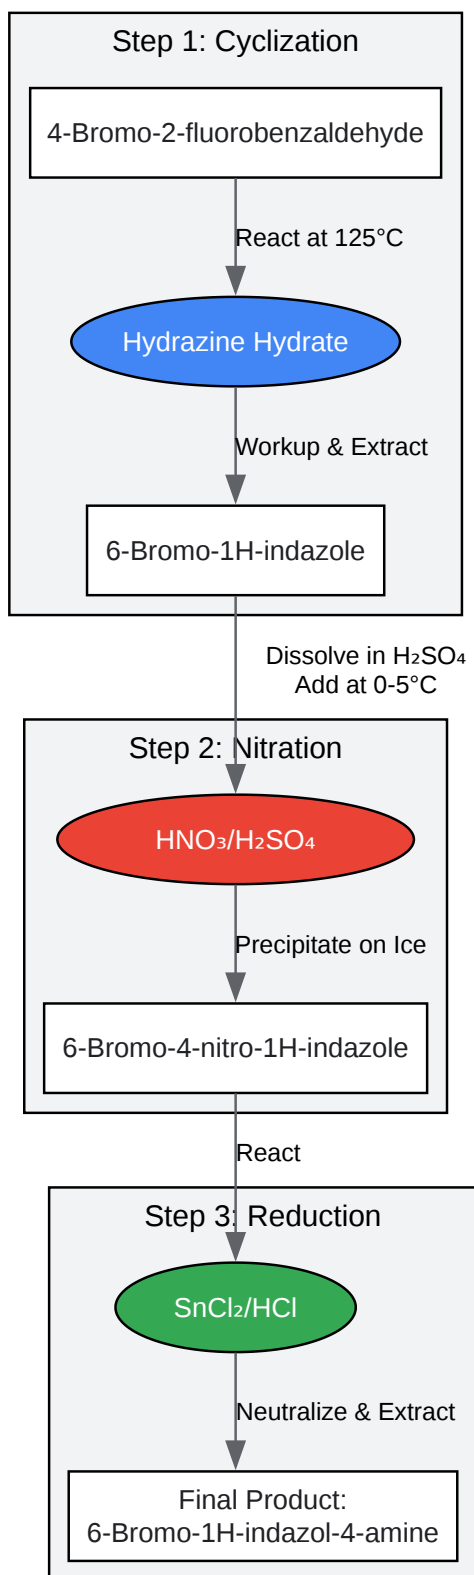 Step 1: Cyclization
4-Bromo-2-fluorobenzaldehyde
React at 125°C
Hydrazine Hydrate
Workup & Extract
6-Bromo-1H-indazole
Dissolve in H₂SO₄
Add at 0-5°C
Step 2: Nitration
HNO₃/H₂SO₄
Precipitate on Ice
6-Bromo-4-nitro-1H-indazole
React
Step 3: Reduction
SnCl₂/HCl
Neutralize & Extract
Final Product:
6-Bromo-1H-indazol-4-amine